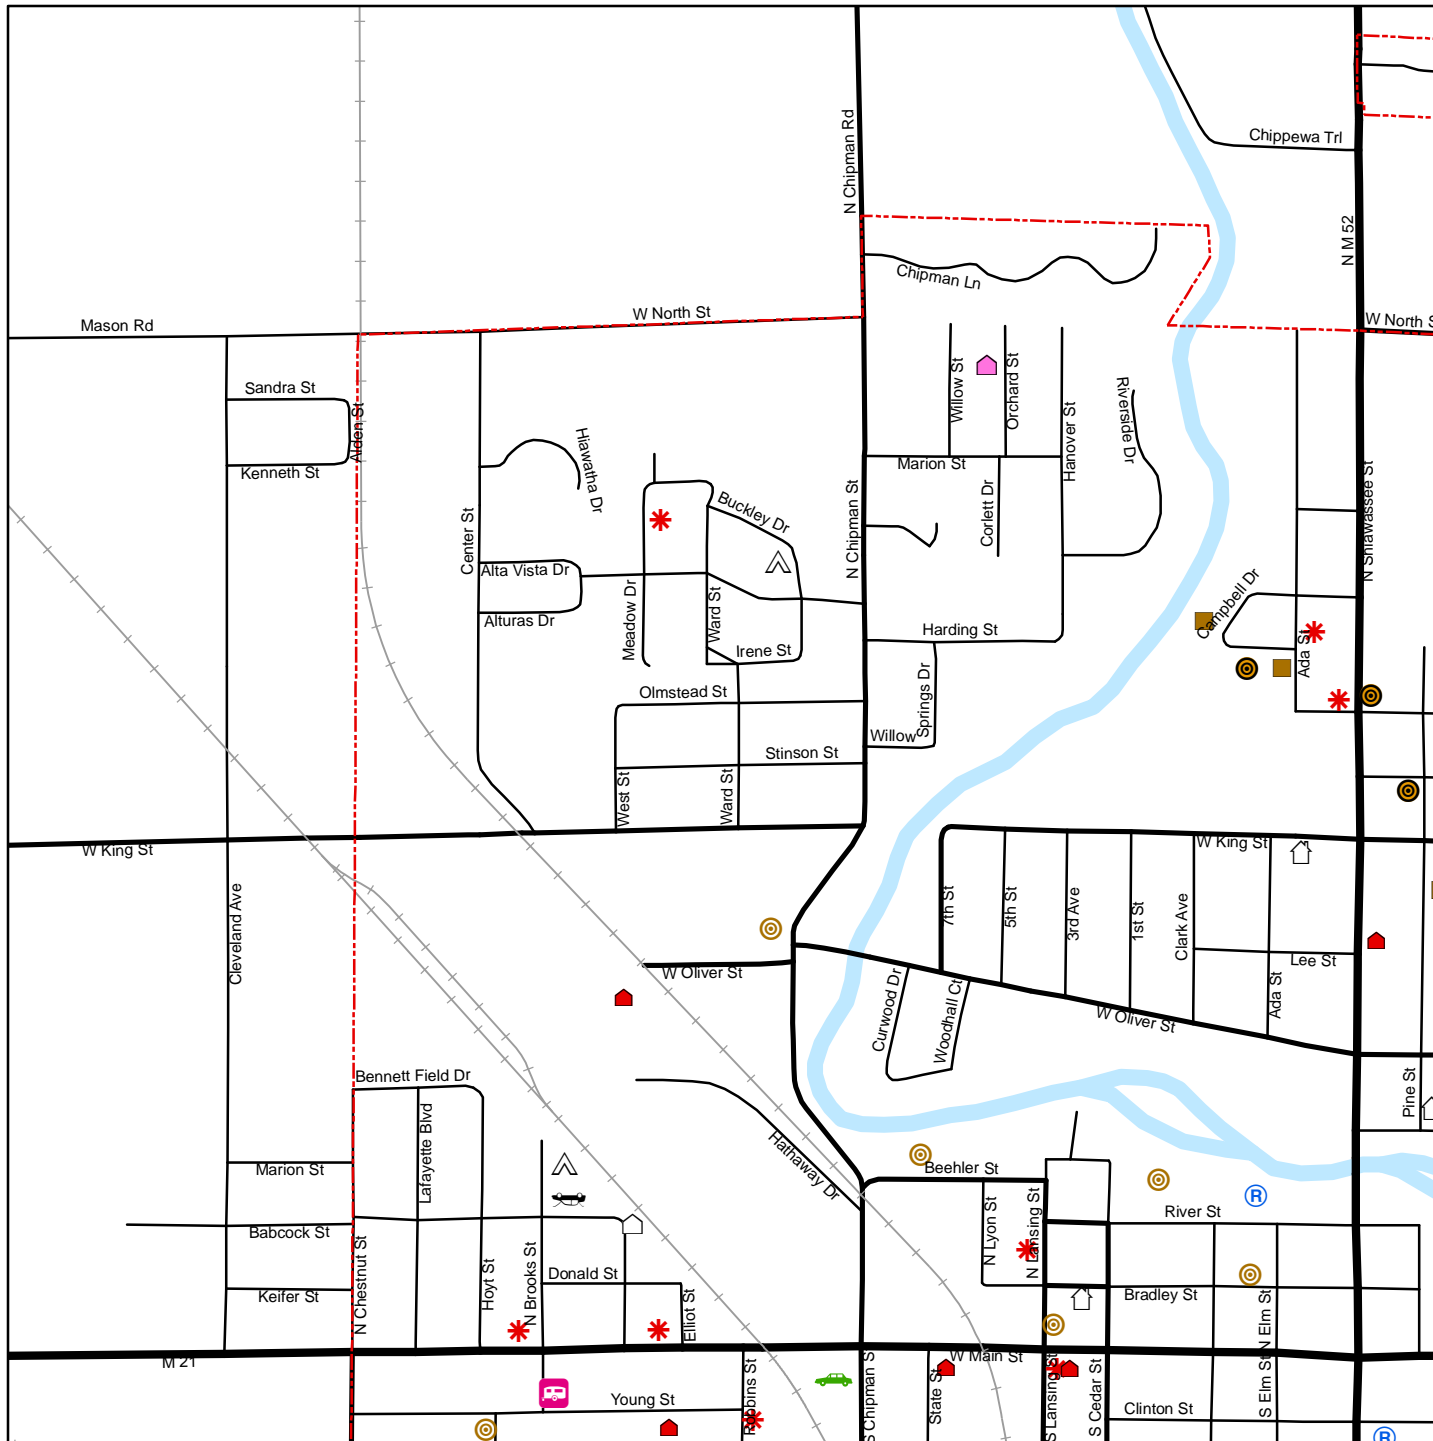 N Chipman Rd
Chippewa Trl
N M 52
Chipman Ln
W North St
W North S
Mason Rd
Sandra St
Alden St
Kenneth St
Hiawatha Dr
Willow St
Orchard St
Hanover St
Riverside Dr
Marion St
Corlett Dr
N Chipman St
N Shiawassee St
Center St
Buckley Dr
Alta Vista Dr
Alturas Dr
Meadow Dr
Ward St
Irene St
Campbell Dr
Ada St
Harding St
Olmstead St
Willow
Springs Dr
Stinson St
West St
Ward St
W King St
W King St
Cleveland Ave
7th St
5th St
3rd Ave
1st St
Clark Ave
Lee St
Ada St
W Oliver St
Curwood Dr
Woodhall Ct
W Oliver St
Bennett Field Dr
Lafayette Blvd
Pine St
Hathaway Dr
Beehler St
Marion St
N Lyon St
N Lansing St
River St
Babcock St
N Chestnut St
Hoyt St
N Brooks St
Donald St
Elliot St
Keifer St
Bradley St
N Elm St
M 21
W Main St
Robbins St
S Chipman S
State St
S Lansing St
S Cedar St
S Elm St
Young St
Clinton St
R
R